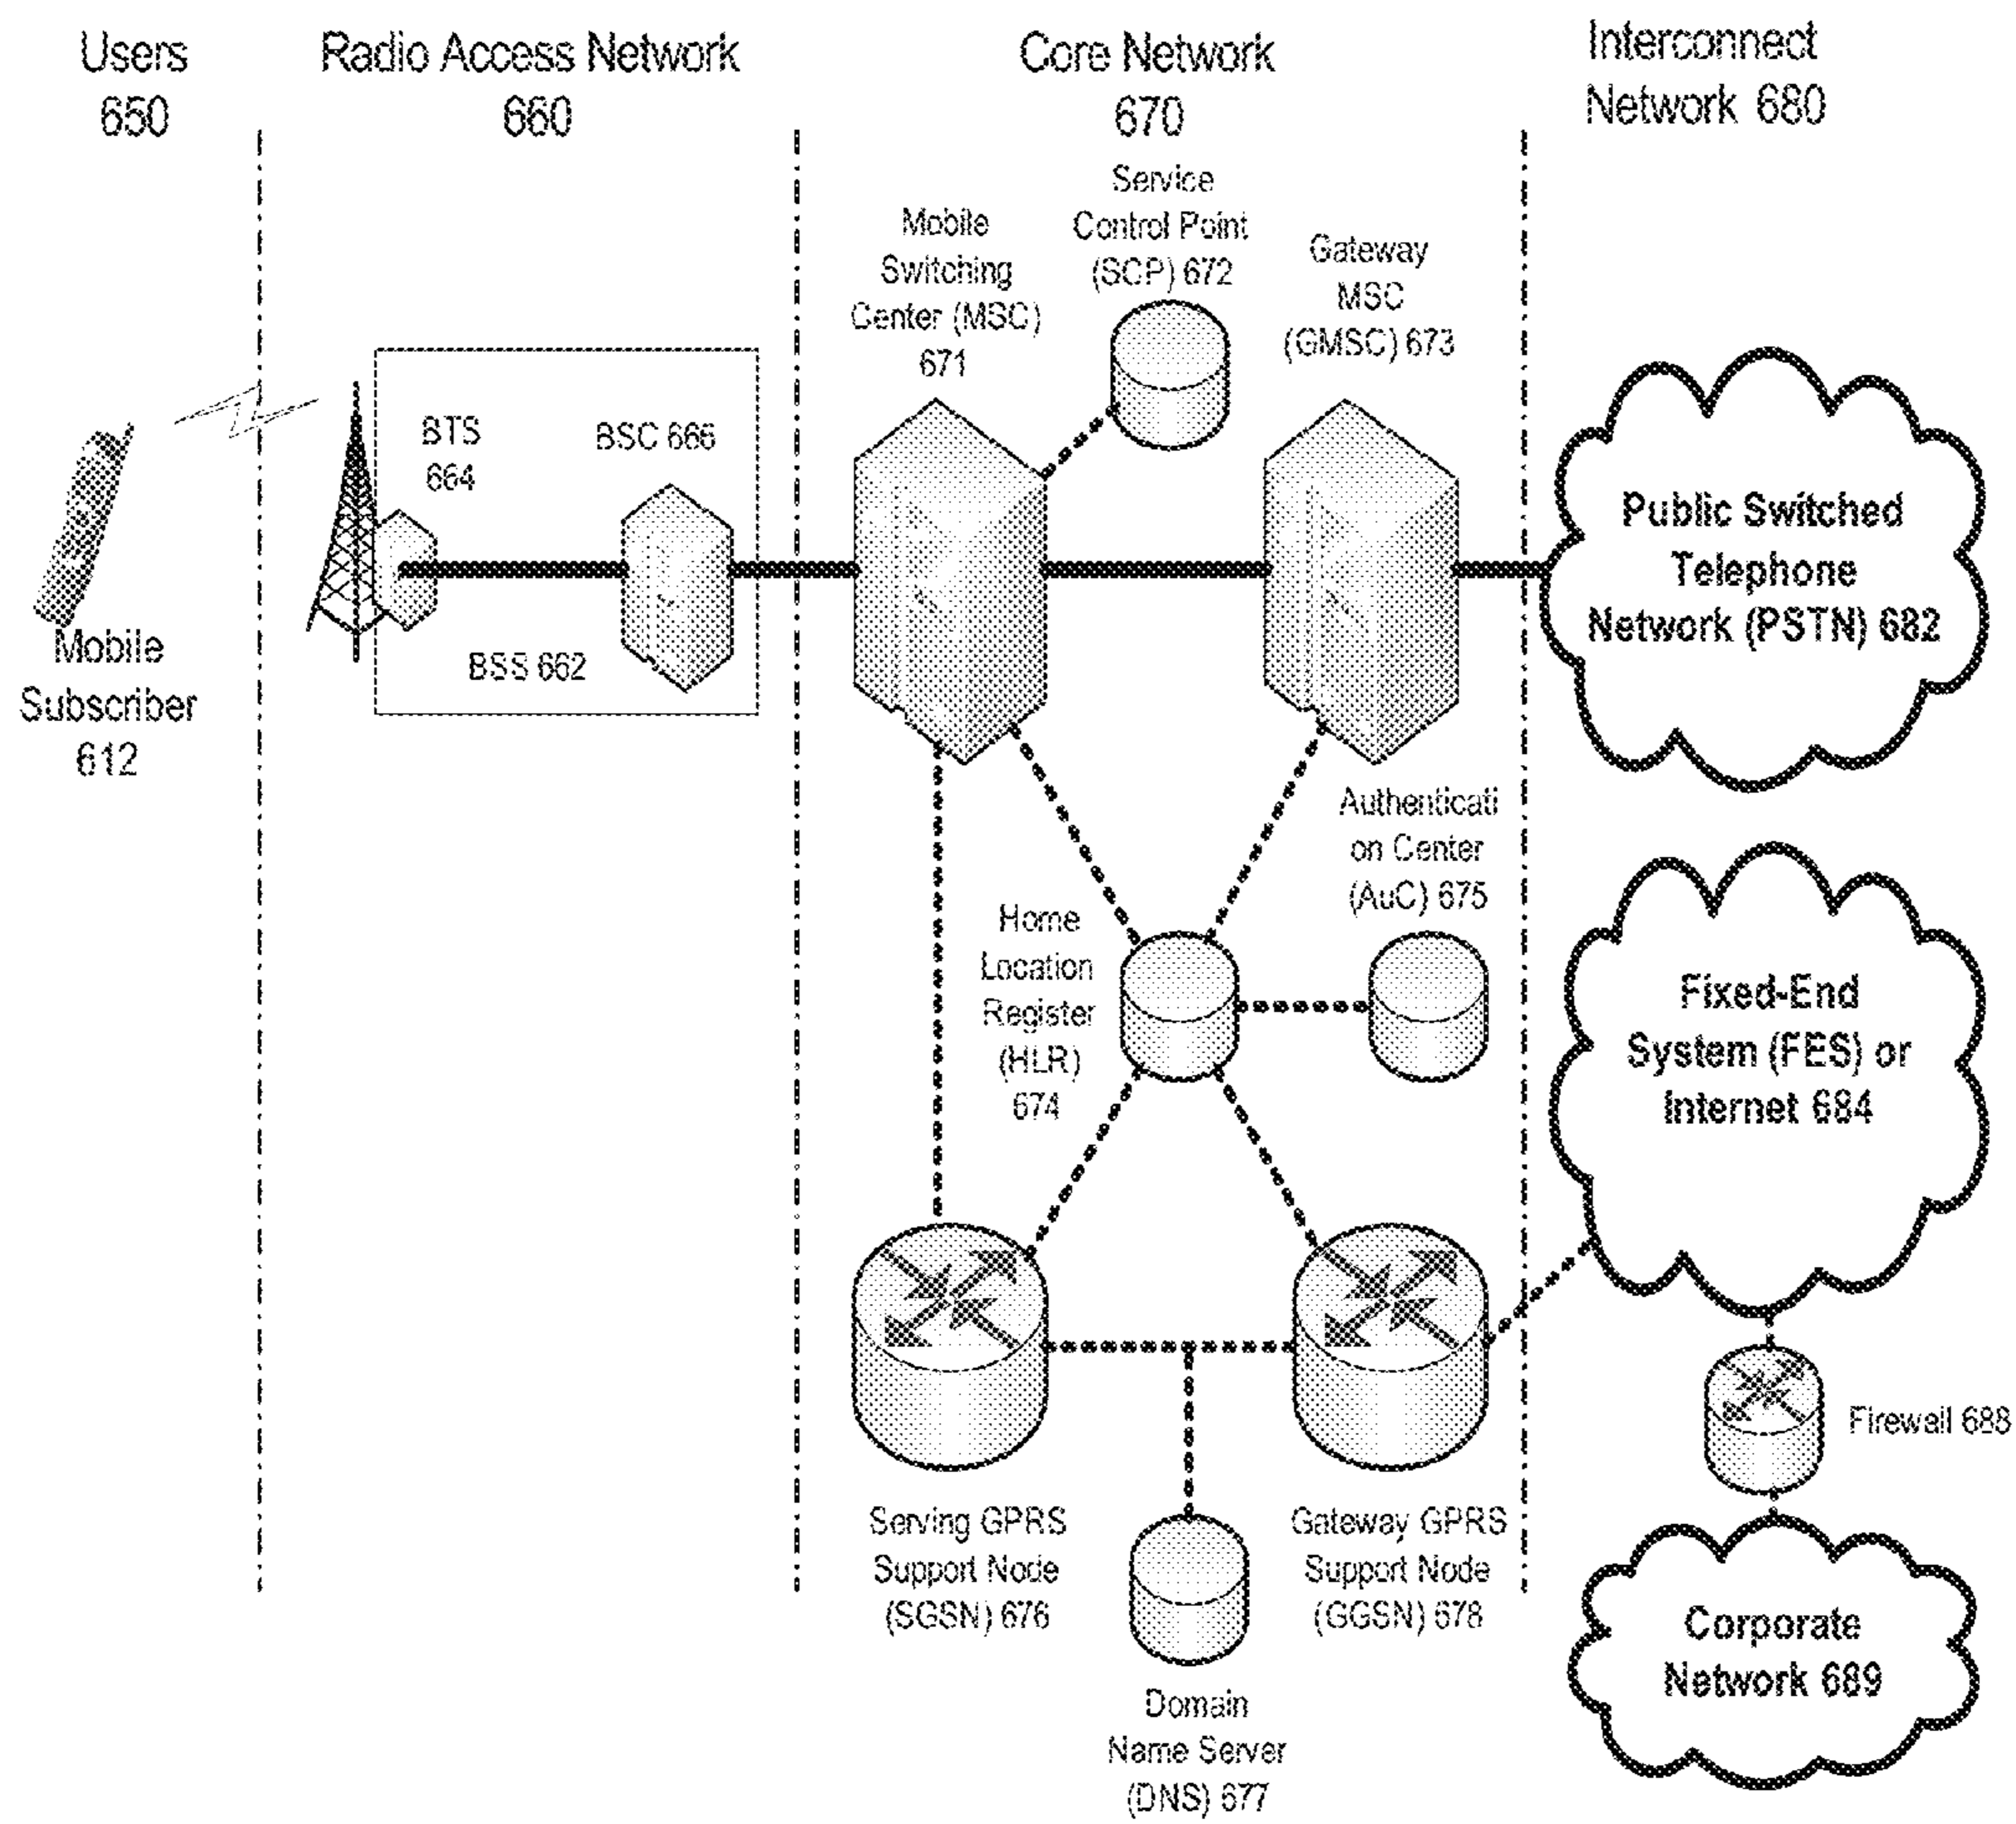 Users
650
Radio Access Network
660
Core Network
670
Interconnect
Network 680
Service
Control Point
(SCP) 672
Mobile
Switching
Center (MSC)
671
Gateway
MSC
(GMSC) 673
BTS
664
BSC 666
BSS 662
Mobile
Subscriber
612
Public Switched
Telephone
Network (PSTN) 682
Authenticati
on Center
(AuC) 675
Home
Location
Register
(HLR)
674
Fixed-End
System (FES) or
Internet 684
Firewall 688
Serving GPRS
Support Node
(SGSN) 676
Gateway GPRS
Support Node
(GGSN) 678
Domain
Name Server
(DNS) 677
Corporate
Network 689